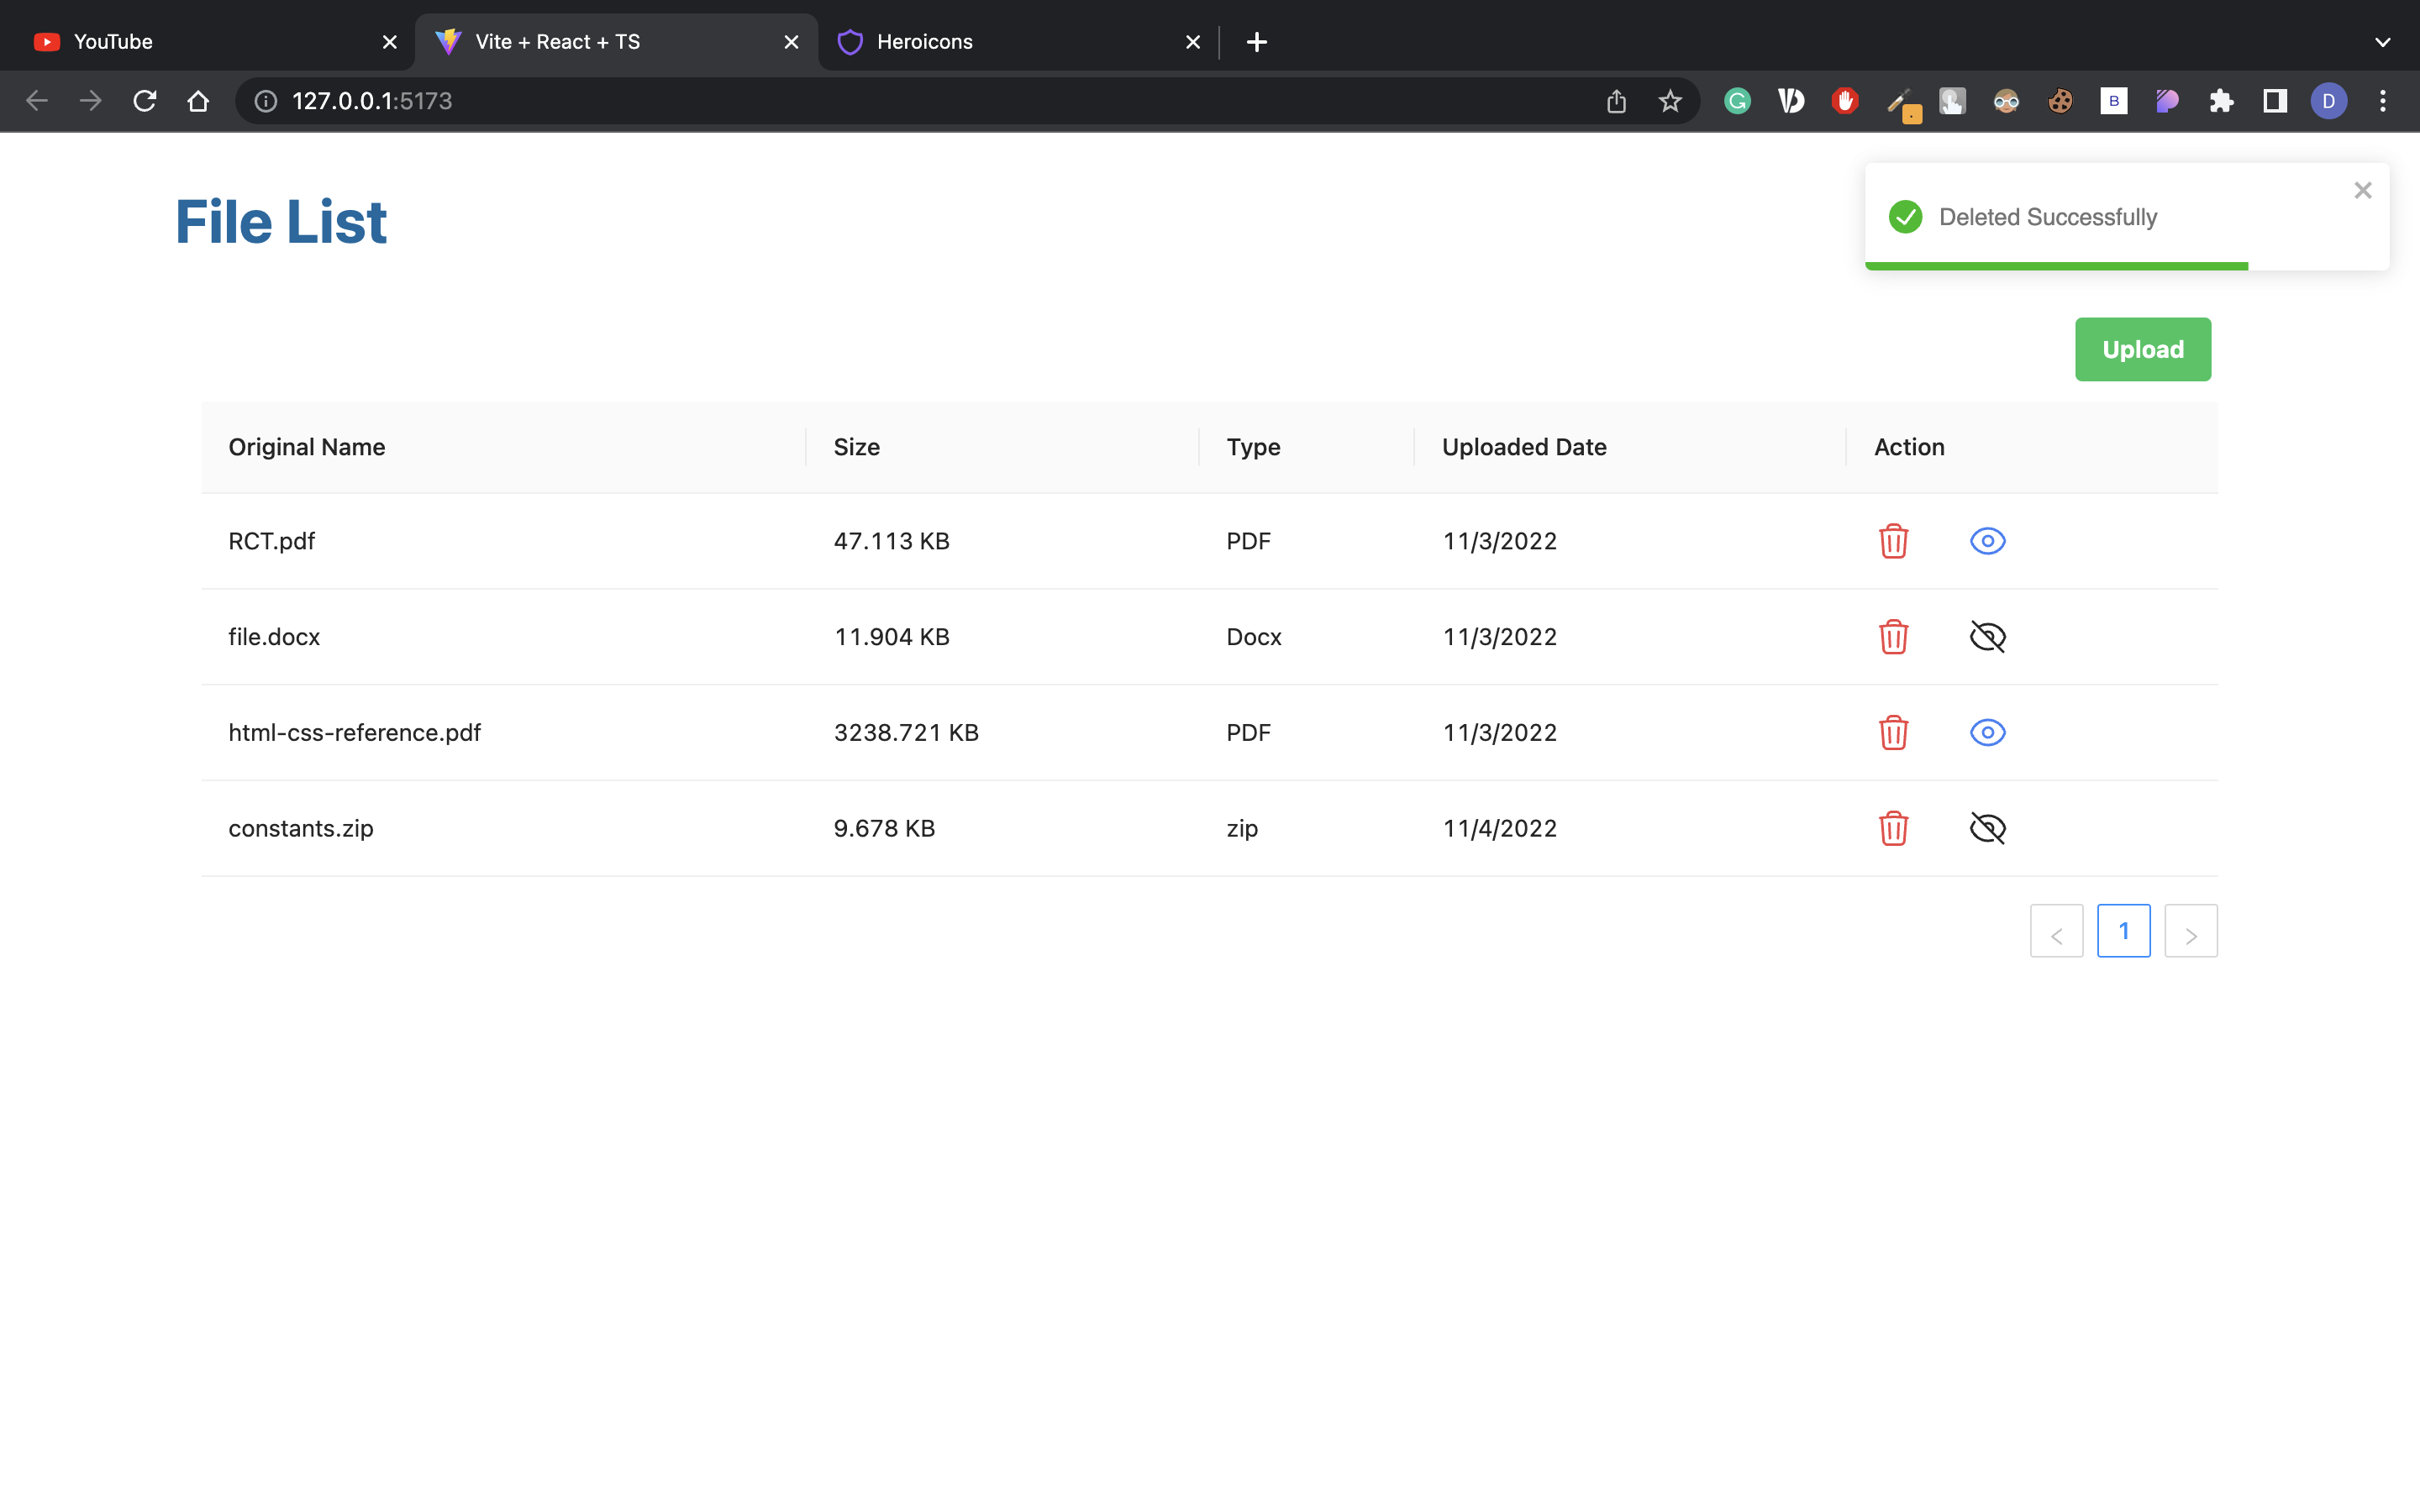 YouTube
Vite + React + TS
Heroicons
127.0.0.1:5173
G
B
D
File List
Deleted Successfully
Upload
Original Name Size Type Uploaded Date Action
RCT.pdf 47.113 KB PDF 11/3/2022
file.docx 11.904 KB Docx 11/3/2022
html-css-reference.pdf 3238.721 KB PDF 11/3/2022
constants.zip 9.678 KB zip 11/4/2022
< 1 >